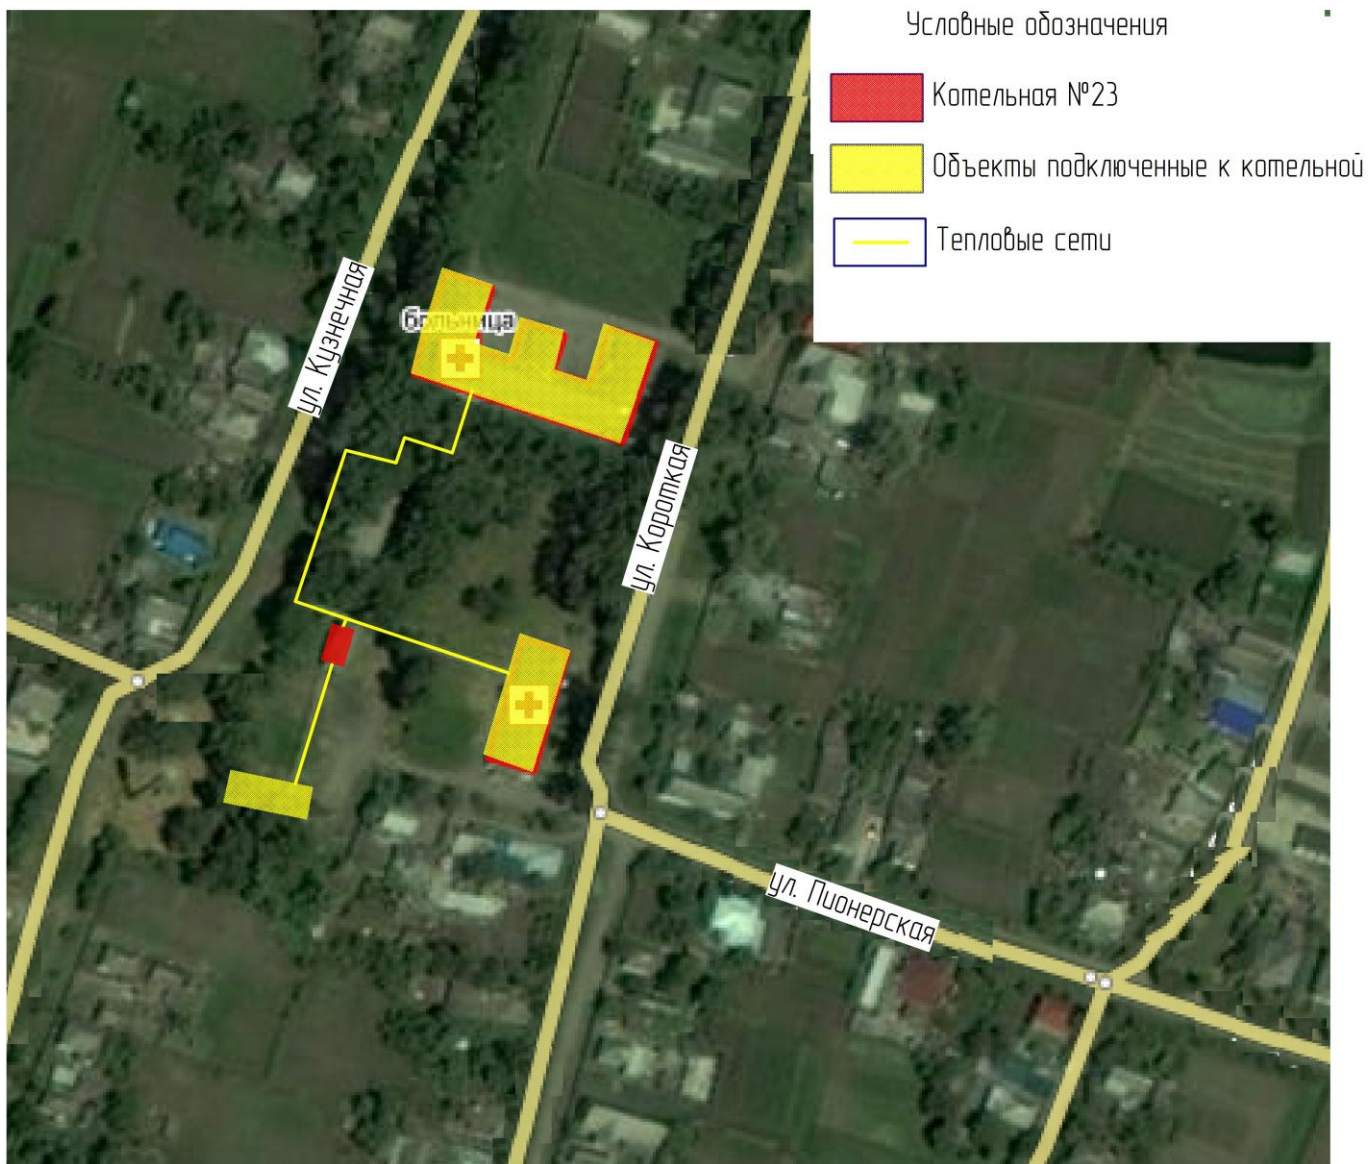 Условные обозначения
Котельная №23
Объекты подключенные к котельной
Тепловые сети
ул. Кузнечная
больница
ул. Короткая
ул. Пионерская